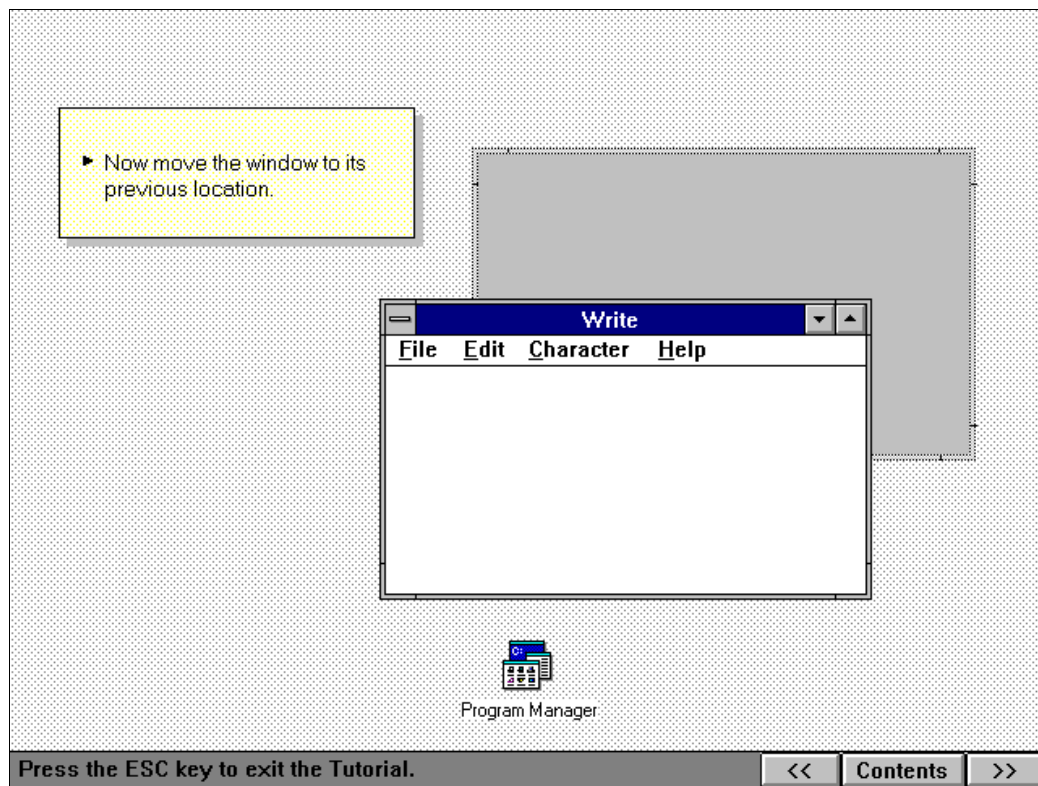 Now move the window to its
previous location.
Write
File Edit Character Help
C:
Program Manager
Press the ESC key to exit the Tutorial.
<< Contents >>